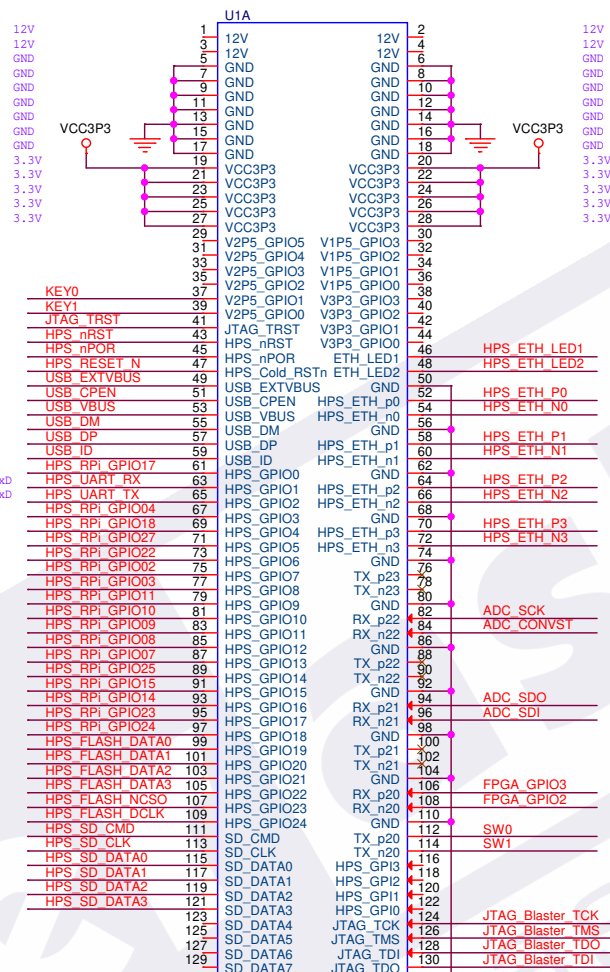 U1A
12V 1 12V 12V 2 12V
12V 3 12V 12V 4 12V
GND 5 GND GND 6 GND
GND 7 GND GND 8 GND
GND 9 GND GND 10 GND
GND 11 GND GND 12 GND
GND 13 GND GND 14 GND
GND VCC3P3 15 GND GND 16 VCC3P3 GND
GND 17 GND GND 18 GND
3.3V 19 VCC3P3 VCC3P3 20 3.3V
3.3V 21 VCC3P3 VCC3P3 22 3.3V
3.3V 23 VCC3P3 VCC3P3 24 3.3V
3.3V 25 VCC3P3 VCC3P3 26 3.3V
3.3V 27 VCC3P3 VCC3P3 28 3.3V
29 V2P5_GPIO5 V1P5_GPIO3 30
31 V2P5_GPIO4 V1P5_GPIO2 32
33 V2P5_GPIO3 V1P5_GPIO1 34
35 V2P5_GPIO2 V1P5_GPIO0 36
KEY0 37 V2P5_GPIO1 V3P3_GPIO3 38
KEY1 39 V2P5_GPIO0 V3P3_GPIO2 40
JTAG_TRST 41 JTAG_TRST V3P3_GPIO1 42
HPS_nRST 43 HPS_nRST V3P3_GPIO0 44
HPS_nPOR 45 HPS_nPOR ETH_LED1 46 HPS_ETH_LED1
HPS_RESET_N 47 HPS_Cold_RSTn ETH_LED2 48 HPS_ETH_LED2
USB_EXTVBUS 49 USB_EXTVBUS GND 50
USB_CPEN 51 USB_CPEN HPS_ETH_p0 52 HPS_ETH_P0
USB_VBUS 53 USB_VBUS HPS_ETH_n0 54 HPS_ETH_N0
USB_DM 55 USB_DM GND 56
USB_DP 57 USB_DP HPS_ETH_p1 58 HPS_ETH_P1
USB_ID 59 USB_ID HPS_ETH_n1 60 HPS_ETH_N1
HPS_RPi_GPIO17 61 HPS_GPIO0 GND 62
xD HPS_UART_RX 63 HPS_GPIO1 HPS_ETH_p2 64 HPS_ETH_P2
xD HPS_UART_TX 65 HPS_GPIO2 HPS_ETH_n2 66 HPS_ETH_N2
HPS_RPi_GPIO04 67 HPS_GPIO3 GND 68
HPS_RPi_GPIO18 69 HPS_GPIO4 HPS_ETH_p3 70 HPS_ETH_P3
HPS_RPi_GPIO27 71 HPS_GPIO5 HPS_ETH_n3 72 HPS_ETH_N3
HPS_RPi_GPIO22 73 HPS_GPIO6 GND 74
HPS_RPi_GPIO02 75 HPS_GPIO7 TX_p23 76
HPS_RPi_GPIO03 77 HPS_GPIO8 TX_n23 78
HPS_RPi_GPIO11 79 HPS_GPIO9 GND 80
HPS_RPi_GPIO10 81 HPS_GPIO10 RX_p22 82 ADC_SCK
HPS_RPi_GPIO09 83 HPS_GPIO11 RX_n22 84 ADC_CONVST
HPS_RPi_GPIO08 85 HPS_GPIO12 GND 86
HPS_RPi_GPIO07 87 HPS_GPIO13 TX_p22 88
HPS_RPi_GPIO25 89 HPS_GPIO14 TX_n22 90
HPS_RPi_GPIO15 91 HPS_GPIO15 GND 92
HPS_RPi_GPIO14 93 HPS_GPIO16 RX_p21 94 ADC_SDO
HPS_RPi_GPIO23 95 HPS_GPIO17 RX_n21 96 ADC_SDI
HPS_RPi_GPIO24 97 HPS_GPIO18 GND 98
HPS_FLASH_DATA0 99 HPS_GPIO19 TX_p21 100
HPS_FLASH_DATA1 101 HPS_GPIO20 TX_n21 102
HPS_FLASH_DATA2 103 HPS_GPIO21 GND 104
HPS_FLASH_DATA3 105 HPS_GPIO22 RX_p20 106 FPGA_GPIO3
HPS_FLASH_NCSO 107 HPS_GPIO23 RX_n20 108 FPGA_GPIO2
HPS_FLASH_DCLK 109 HPS_GPIO24 GND 110
HPS_SD_CMD 111 SD_CMD TX_p20 112 SW0
HPS_SD_CLK 113 SD_CLK TX_n20 114 SW1
HPS_SD_DATA0 115 SD_DATA0 HPS_GPI3 116
HPS_SD_DATA1 117 SD_DATA1 HPS_GPI2 118
HPS_SD_DATA2 119 SD_DATA2 HPS_GPI1 120
HPS_SD_DATA3 121 SD_DATA3 HPS_GPI0 122
123 SD_DATA4 JTAG_TCK 124 JTAG_Blaster_TCK
125 SD_DATA5 JTAG_TMS 126 JTAG_Blaster_TMS
127 SD_DATA6 JTAG_TDI 128 JTAG_Blaster_TDO
129 SD_DATA7 JTAG_TDO 130 JTAG_Blaster_TDI